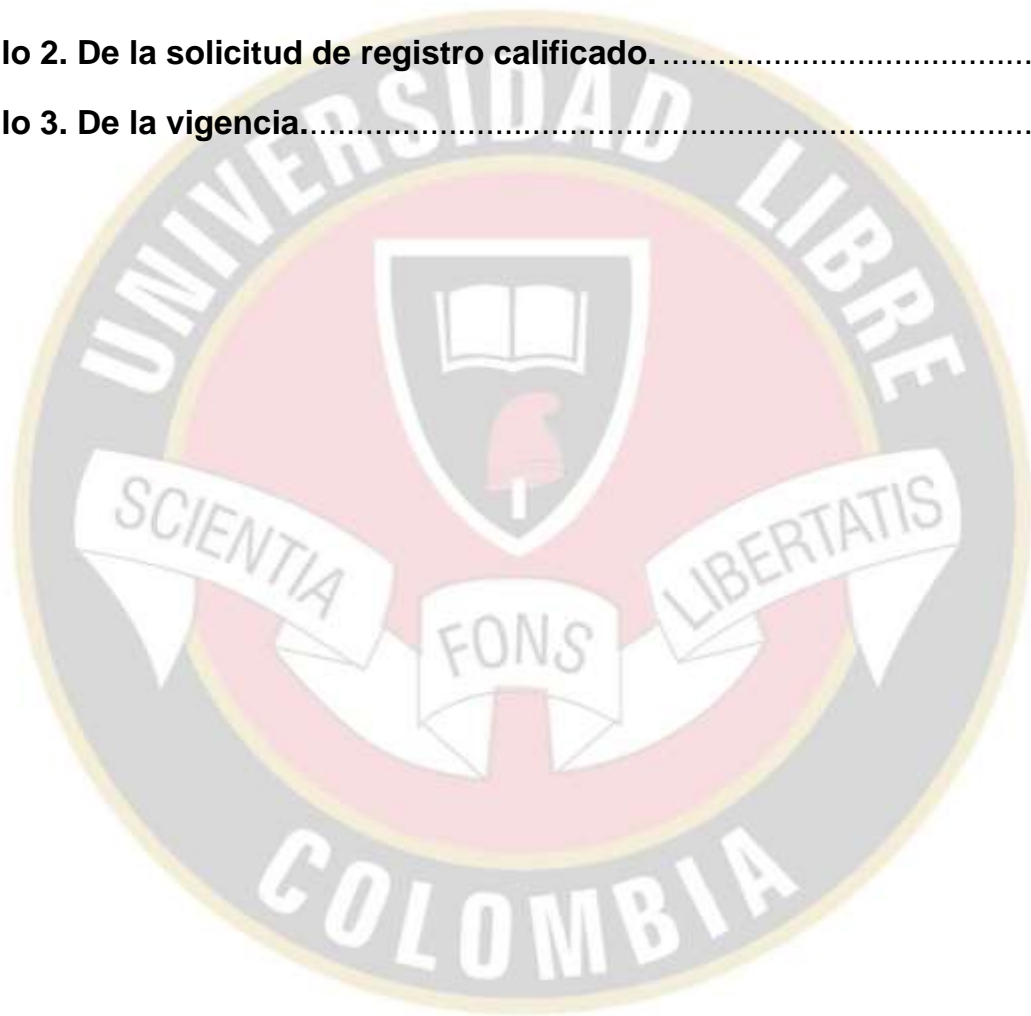 lo 2. De la solicitud de registro calificado. ........................................
lo 3. De la vigencia...............................................................................
UNIVERSIDAD LIBRE
SCIENTIA
FONS
LIBERTATIS
COLOMBIA